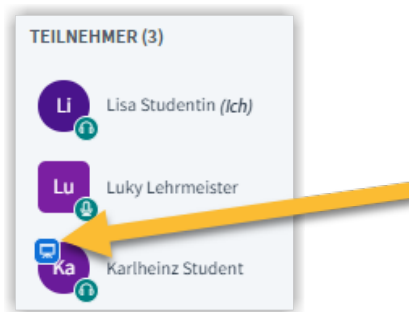 TEILNEHMER (3)
Li Lisa Studentin (Ich)
Lu Luky Lehrmeister
Ka Karlheinz Student